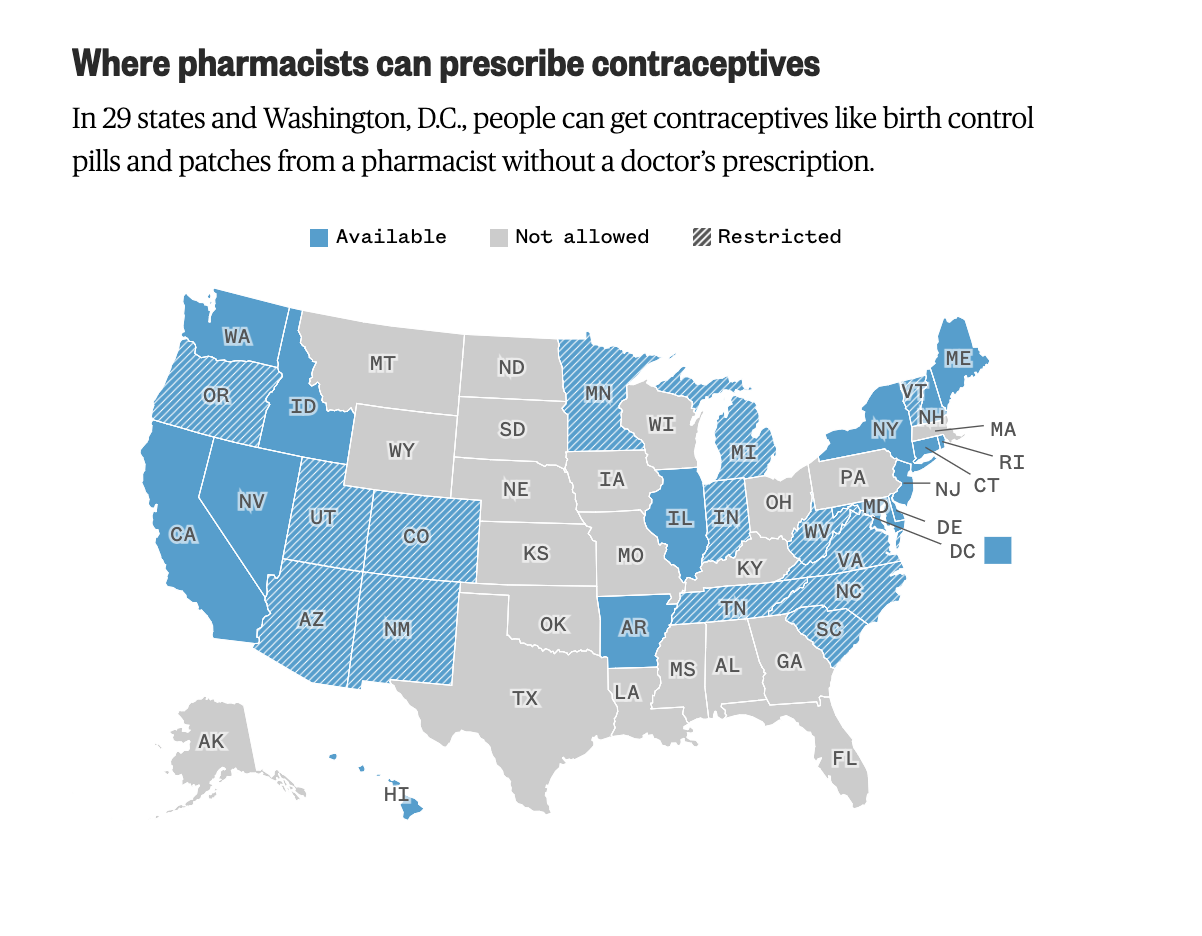 Where pharmacists can prescribe contraceptives
In 29 states and Washington, D.C., people can get contraceptives like birth control
pills and patches from a pharmacist without a doctor’s prescription.
Available Not allowed Restricted
WA
MT
ND
ME
OR
ID
MN
VT
SD
WI
NH
NY
MA
WY
MI
RI
NE
IA
PA
NJ CT
NV
OH
MD
UT
IL
IN
DE
CA
CO
WV
DC
KS
MO
KY
VA
NC
AZ
NM
OK
AR
TN
SC
TX
LA
MS
AL
GA
AK
FL
HI